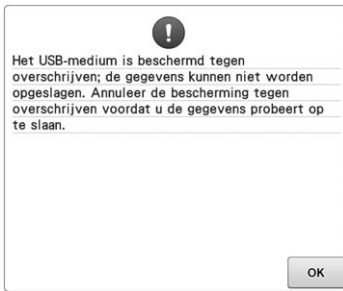 !
Het USB-medium is beschermd tegen
overschrijven; de gegevens kunnen niet worden
opgeslagen. Annuleer de bescherming tegen
overschrijven voordat u de gegevens probeert op
te slaan.
OK